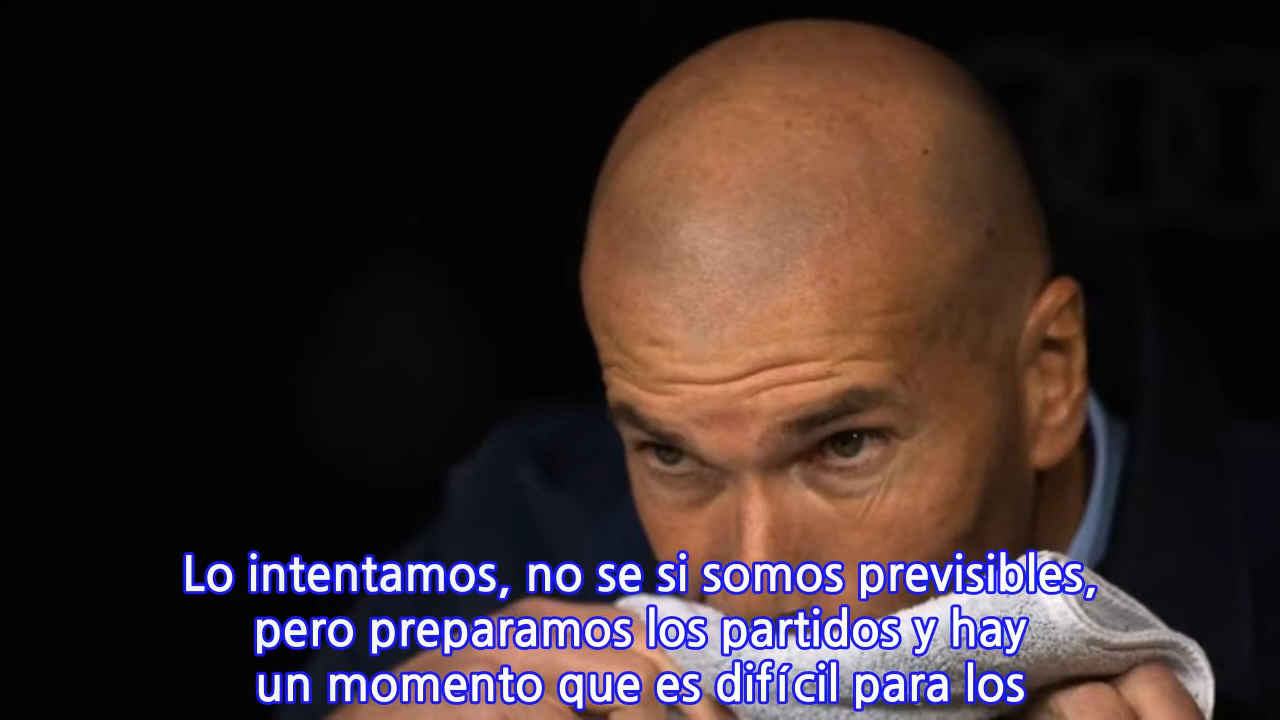 Lo intentamos, no se si somos previsibles,
pero preparamos los partidos y hay
un momento que es difícil para los